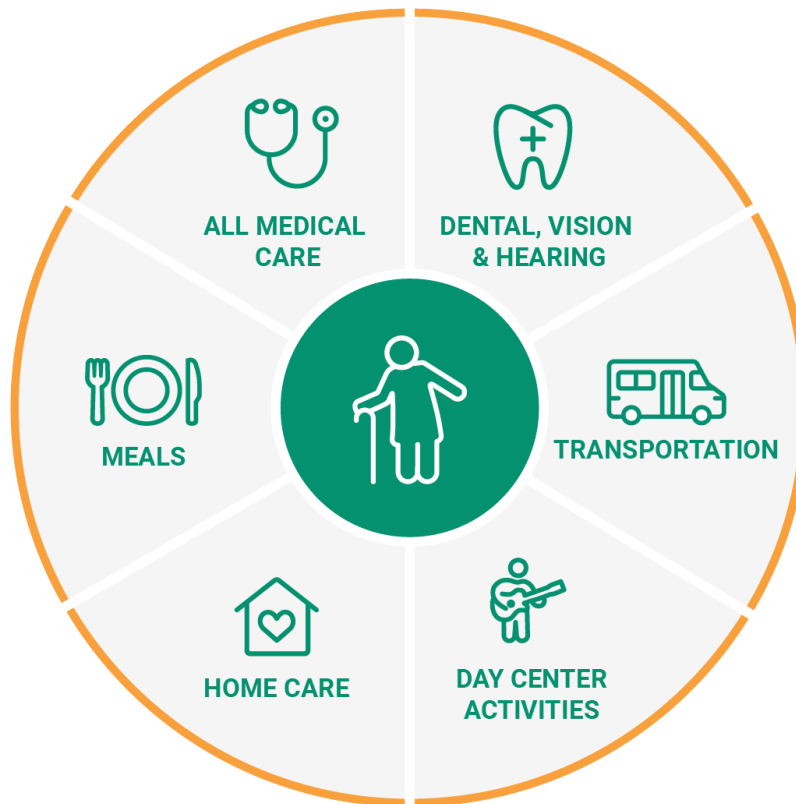 ALL MEDICAL
CARE
DENTAL, VISION
& HEARING
MEALS
TRANSPORTATION
HOME CARE
DAY CENTER
ACTIVITIES